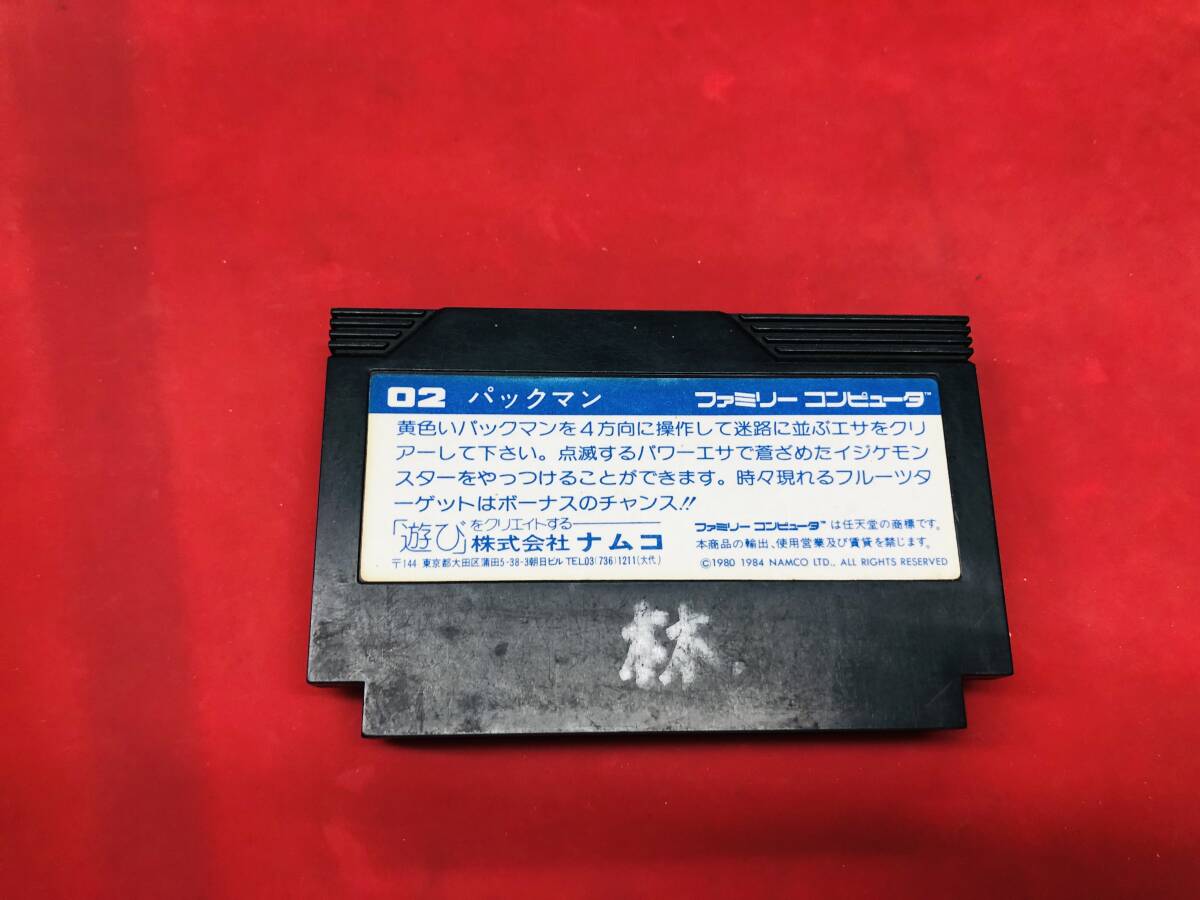 02 パックマン ファミリー コンピュータ™
黄色いパックマンを4方向に操作して迷路に並ぶエサをクリ
アーして下さい。点滅するパワーエサで蒼ざめたイジケモン
スターをやっつけることができます。時々現れるフルーツタ
ーゲットはボーナスのチャンス!!
「遊び」をクリエイトする
株式会社 ナムコ
〒144 東京都大田区蒲田5-38-3朝日ビル TEL.03(736)1211(大代)
ファミリー コンピュータ™ は任天堂の商標です。
本商品の輸出、使用営業及び賃貸を禁じます。
©1980 1984 NAMCO LTD., ALL RIGHTS RESERVED
林